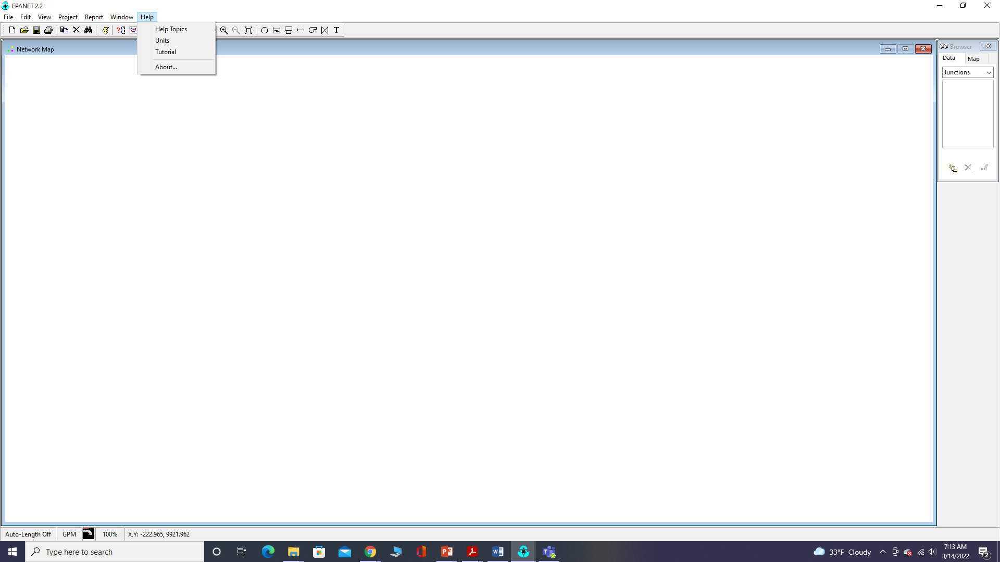 EPANET 2.2
File Edit View Project Report Window Help
Help Topics
Units
Tutorial
About...
T
Network Map
Browser
Data Map
Junctions
Auto-Length Off GPM 100% X,Y: -222.965, 9921.962
Type here to search
33°F Cloudy
7:13 AM
3/14/2022
2